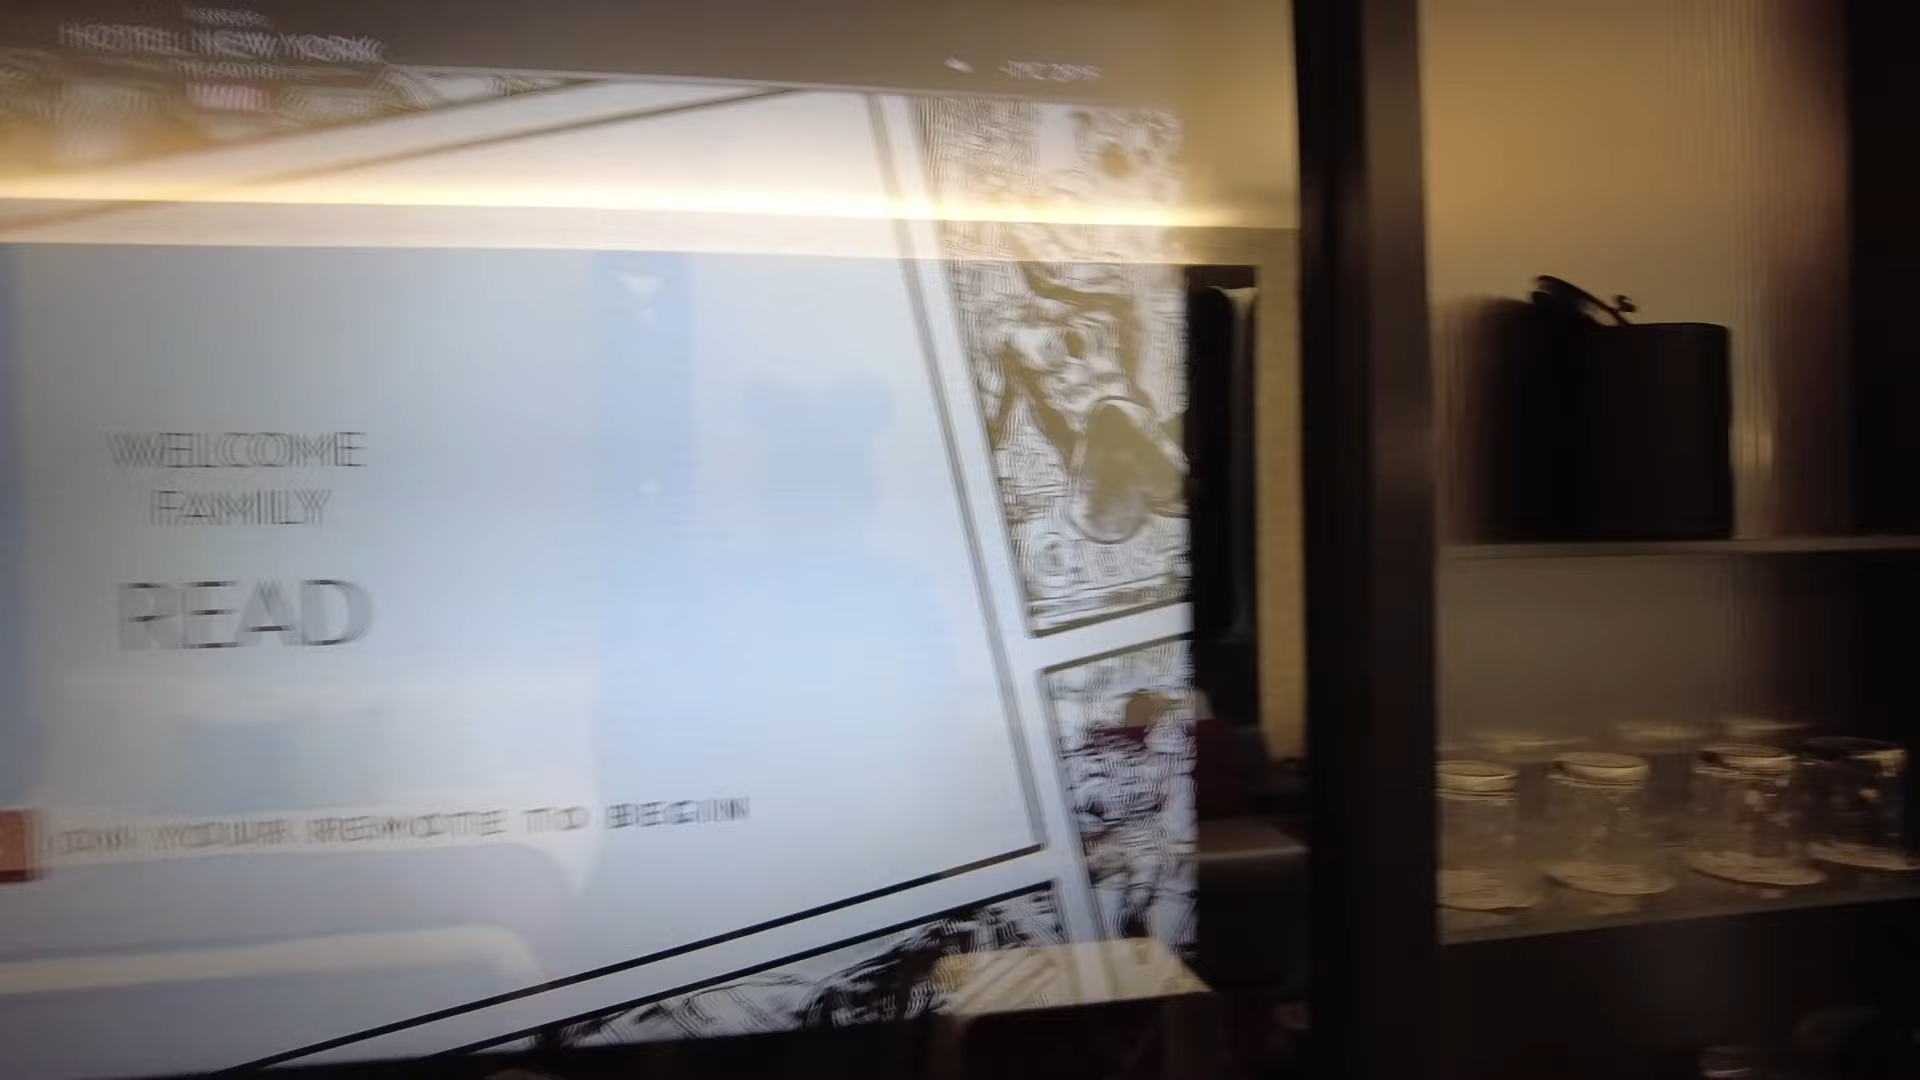 HOTEL NEW YORK
WELCOME
FAMILY
READ
ON YOUR REMOTE TO BEGIN